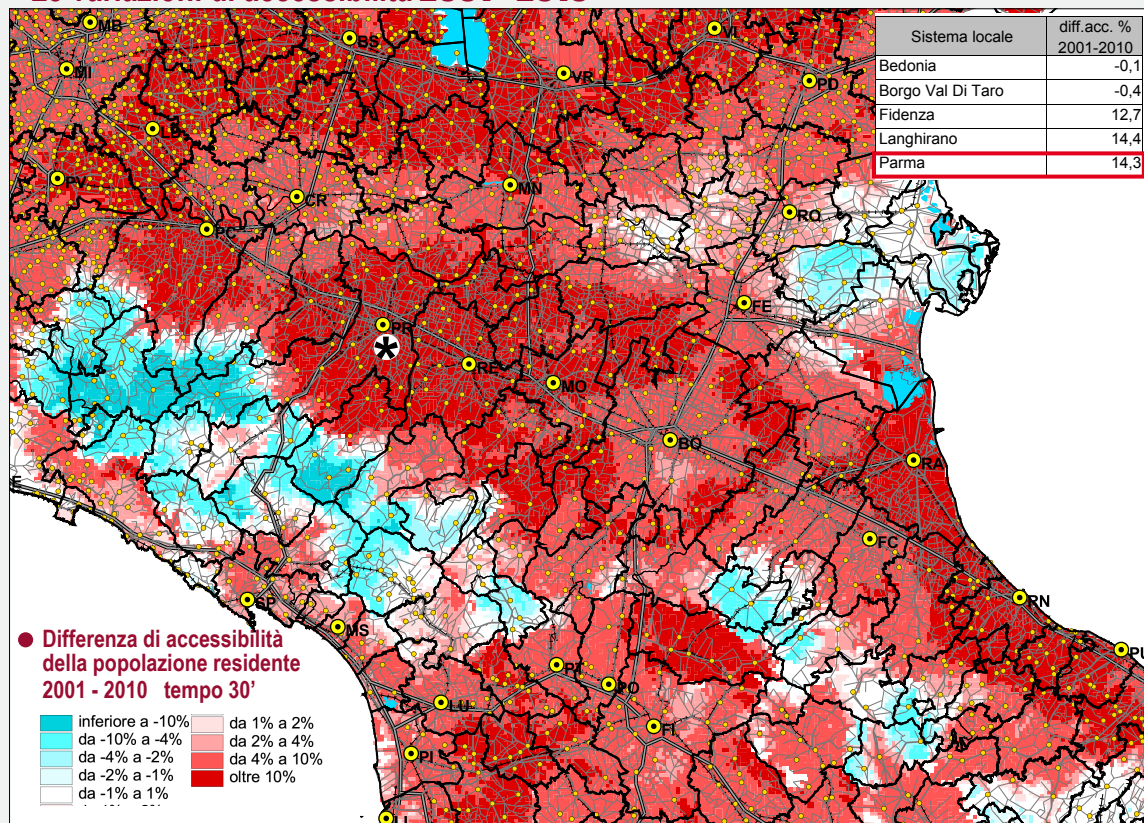 Sistema locale diff.acc. % 2001-2010
Bedonia -0,1
Borgo Val Di Taro -0,4
Fidenza 12,7
Langhirano 14,4
Parma 14,3
MB
BS
VI
MI
VR
PD
LO
PV
CR
MN
RO
PC
FE
PR
*
RE
MO
BO
RA
FC
SP
RN
MS
PU
PT
PO
LU
FI
PI
LI
Differenza di accessibilità
della popolazione residente
2001 - 2010 tempo 30’
inferiore a -10%
da -10% a -4%
da -4% a -2%
da -2% a -1%
da -1% a 1%
da 1% a 2%
da 2% a 4%
da 4% a 10%
oltre 10%